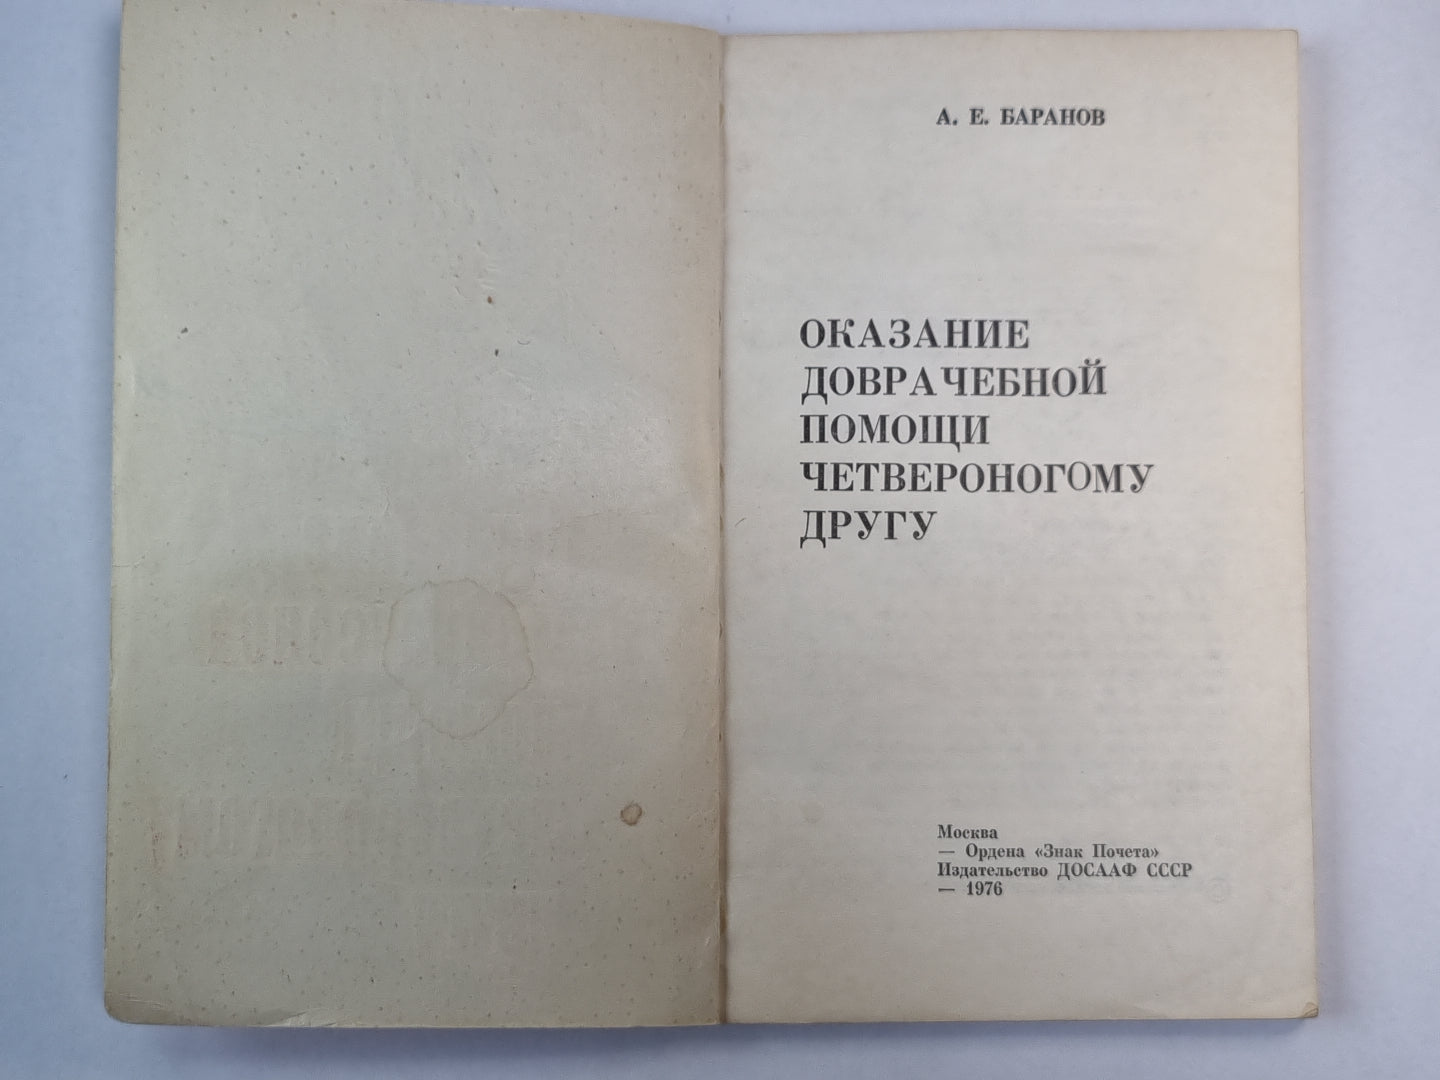 А. Е. БАРАНОВ
ОКАЗАНИЕ
ДОВРАЧЕБНОЙ
ПОМОЩИ
ЧЕТВЕРОНОГОМУ
ДРУГУ
Москва
— Ордена «Знак Почета»
Издательство ДОСААФ СССР
— 1976